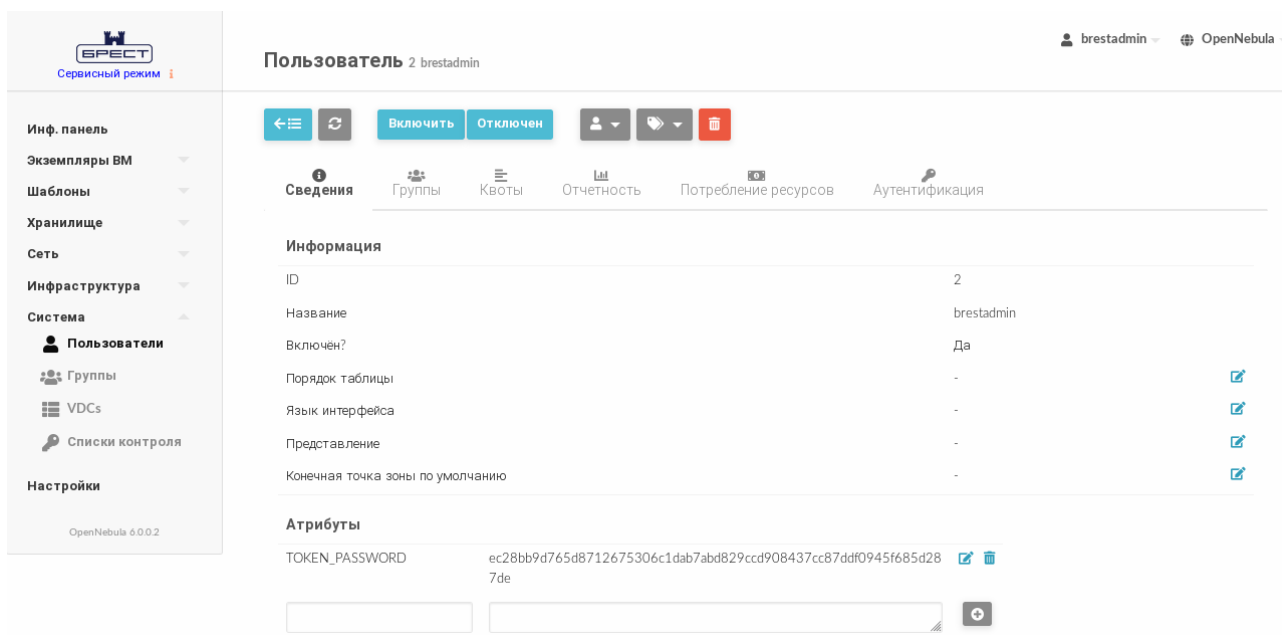 БРЕСТ
Сервисный режим
brestadmin
OpenNebula
Пользователь 2 brestadmin
Включить
Отключен
Инф. панель
Экземпляры ВМ
Шаблоны
Хранилище
Сеть
Инфраструктура
Система
Пользователи
Группы
VDCs
Списки контроля
Настройки
OpenNebula 6.0.0.2
Сведения
Группы
Квоты
Отчетность
Потребление ресурсов
Аутентификация
Информация
ID 2
Название brestadmin
Включён? Да
Порядок таблицы -
Язык интерфейса -
Представление -
Конечная точка зоны по умолчанию -
Атрибуты
TOKEN_PASSWORD ec28bb9d765d8712675306c1dab7abd829ccd908437cc87ddf0945f685d28
7de